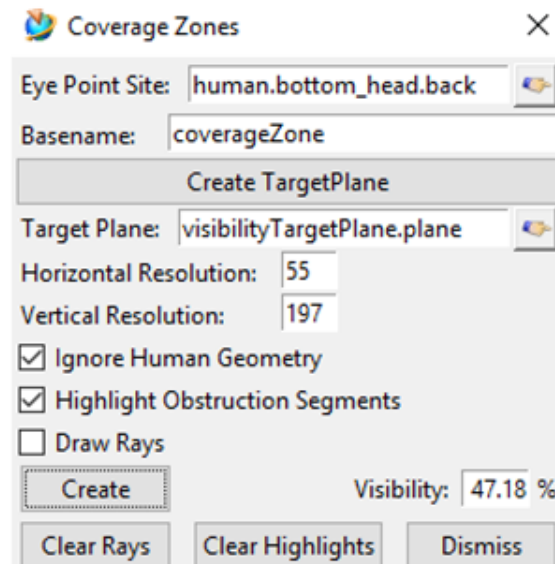 Coverage Zones
Eye Point Site: human.bottom_head.back
Basename: coverageZone
Create TargetPlane
Target Plane: visibilityTargetPlane.plane
Horizontal Resolution: 55
Vertical Resolution: 197
Ignore Human Geometry
Highlight Obstruction Segments
Draw Rays
Create Visibility: 47.18 %
Clear Rays Clear Highlights Dismiss